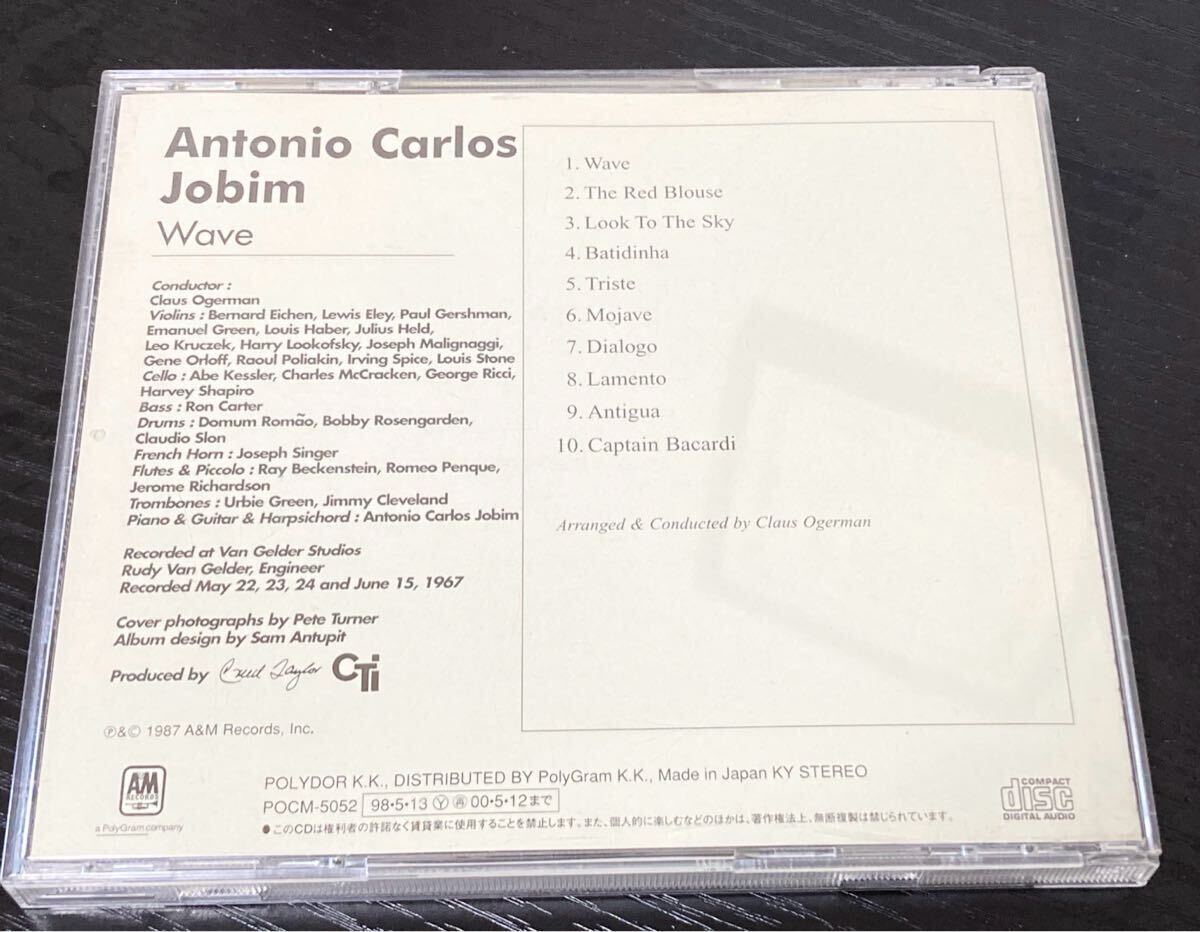 Antonio Carlos
Jobim
Wave
Conductor :
Claus Ogerman
Violins : Bernard Eichen, Lewis Eley, Paul Gershman,
Emanuel Green, Louis Haber, Julius Held,
Leo Kruczek, Harry Lookofsky, Joseph Malignaggi,
Gene Orloff, Raoul Poliakin, Irving Spice, Louis Stone
Cello : Abe Kessler, Charles McCracken, George Ricci,
Harvey Shapiro
Bass : Ron Carter
Drums : Domum Romão, Bobby Rosengarden,
Claudio Slon
French Horn : Joseph Singer
Flutes & Piccolo : Ray Beckenstein, Romeo Penque,
Jerome Richardson
Trombones : Urbie Green, Jimmy Cleveland
Piano & Guitar & Harpsichord : Antonio Carlos Jobim
Recorded at Van Gelder Studios
Rudy Van Gelder, Engineer
Recorded May 22, 23, 24 and June 15, 1967
Cover photographs by Pete Turner
Album design by Sam Antupit
Produced by Creed Taylor CTi
℗&© 1987 A&M Records, Inc.
1. Wave
2. The Red Blouse
3. Look To The Sky
4. Batidinha
5. Triste
6. Mojave
7. Dialogo
8. Lamento
9. Antigua
10. Captain Bacardi
Arranged & Conducted by Claus Ogerman
A&M
RECORDS
a PolyGram company
POLYDOR K.K., DISTRIBUTED BY PolyGram K.K., Made in Japan KY STEREO
POCM-5052 98•5•13 Ⓨ㋐00•5•12まで
●このCDは権利者の許諾なく賃貸業に使用することを禁止します。また、個人的に楽しむなどのほかは、著作権法上、無断複製は禁じられています。
COMPACT
disc
DIGITAL AUDIO